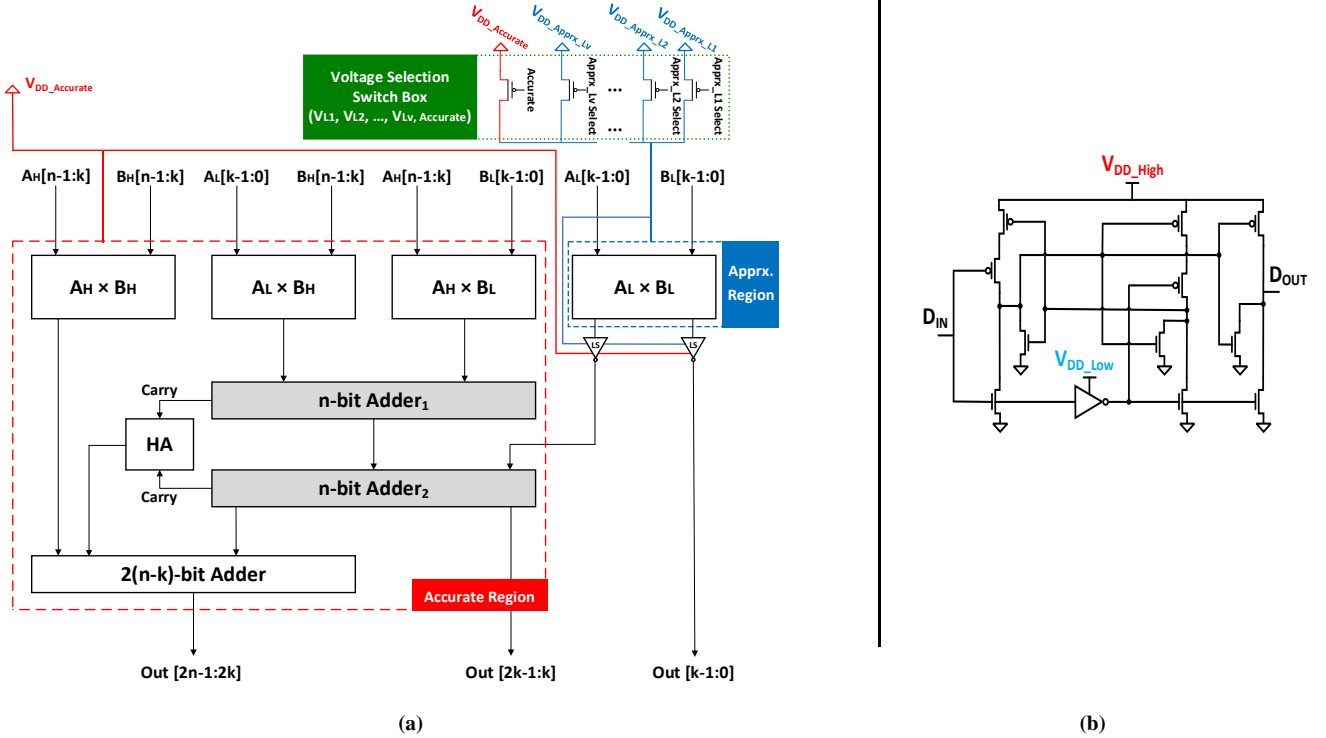 VDD_Accurate
VDD_Apprx_Lv
VDD_Apprx_L2
VDD_Apprx_L1
Voltage Selection
Switch Box
(VL1, VL2, ..., VLv, Accurate)
Accurate
Apprx_Lv Select
...
...
Apprx_L2 Select
Apprx_L1 Select
VDD_Accurate
AH[n-1:k]
BH[n-1:k]
AL[k-1:0]
BH[n-1:k]
AH[n-1:k]
BL[k-1:0]
AL[k-1:0]
BL[k-1:0]
AH × BH
AL × BH
AH × BL
AL × BL
Apprx.
Region
LS
LS
Carry
n-bit Adder1
HA
Carry
n-bit Adder2
2(n-k)-bit Adder
Accurate Region
Out [2n-1:2k]
Out [2k-1:k]
Out [k-1:0]
(a)
VDD_High
DIN
DOUT
VDD_Low
(b)